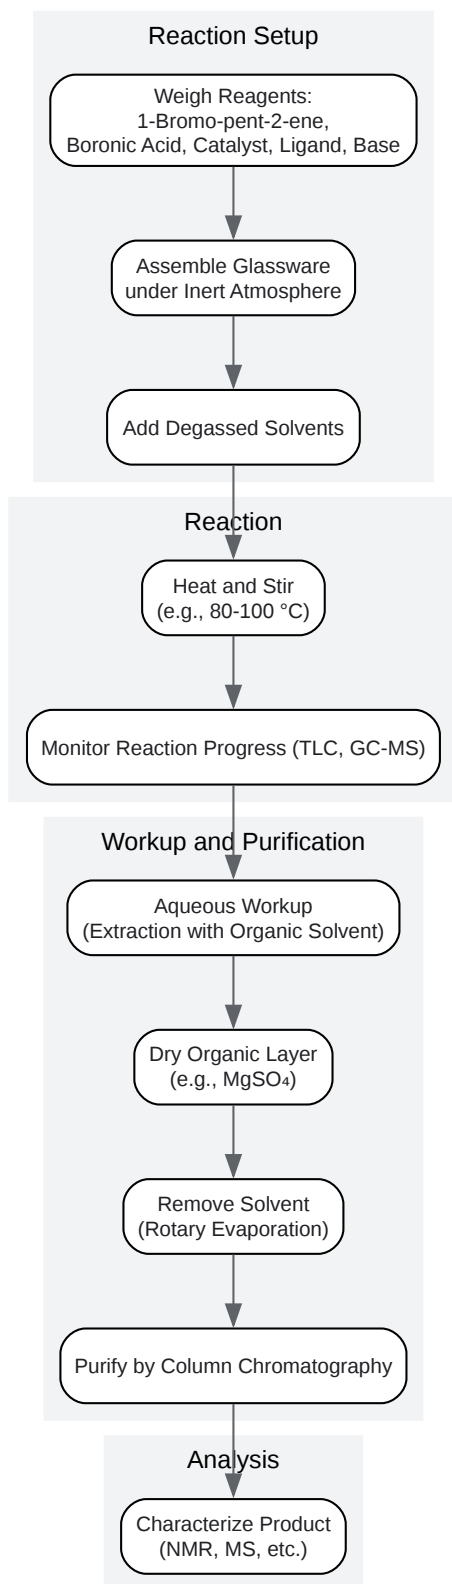 Reaction Setup
Weigh Reagents:
1-Bromo-pent-2-ene,
Boronic Acid, Catalyst, Ligand, Base
Assemble Glassware
under Inert Atmosphere
Add Degassed Solvents
Reaction
Heat and Stir
(e.g., 80-100 °C)
Monitor Reaction Progress (TLC, GC-MS)
Workup and Purification
Aqueous Workup
(Extraction with Organic Solvent)
Dry Organic Layer
(e.g., MgSO₄)
Remove Solvent
(Rotary Evaporation)
Purify by Column Chromatography
Analysis
Characterize Product
(NMR, MS, etc.)